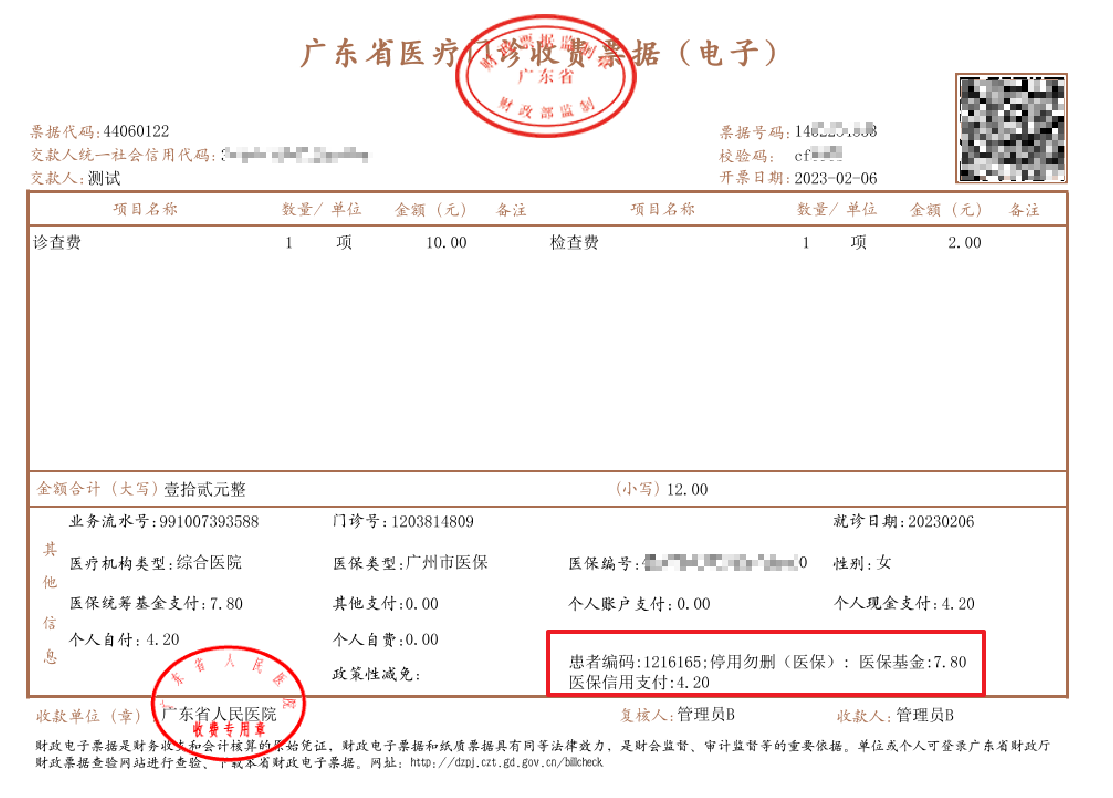 广东省医疗门诊收费票据（电子）
财政票据监制章
广东省
财政部监制
票据代码:44060122
票据号码:
交款人统一社会信用代码:
校验码: cf
交款人:测试
开票日期:2023-02-06
项目名称 数量/单位 金额（元） 备注 项目名称 数量/单位 金额（元） 备注
诊查费 1 项 10.00 检查费 1 项 2.00
金额合计（大写）壹拾贰元整 （小写）12.00
其他信息
业务流水号:991007393588 门诊号:1203814809 就诊日期:20230206
医疗机构类型:综合医院 医保类型:广州市医保 医保编号: 性别:女
医保统筹基金支付:7.80 其他支付:0.00 个人账户支付:0.00 个人现金支付:4.20
个人自付:4.20 个人自费:0.00
政策性减免:
患者编码:1216165;停用勿删（医保）: 医保基金:7.80
医保信用支付:4.20
广东省人民医院
收费专用章
收款单位（章）:广东省人民医院 复核人:管理员B 收款人:管理员B
财政电子票据是财务收支和会计核算的原始凭证，财政电子票据和纸质票据具有同等法律效力，是财会监督、审计监督等的重要依据。单位或个人可登录广东省财政厅
财政票据查验网站进行查验、下载本省财政电子票据。网址: http://dzpj.czt.gd.gov.cn/billcheck